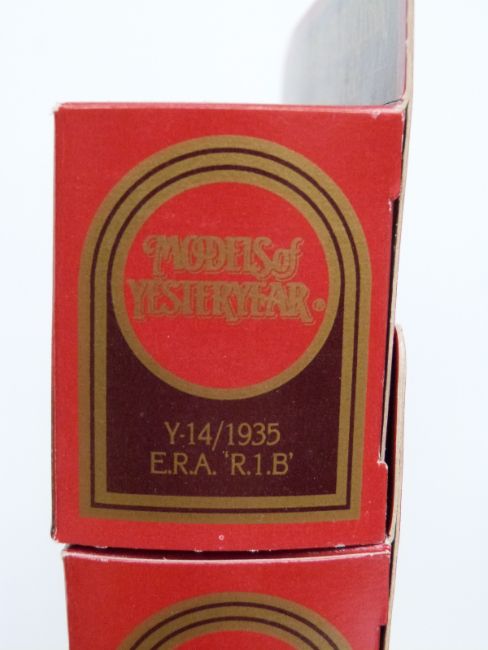 MODELS of
YESTERYEAR ®
Y-14/1935
E.R.A. 'R.1.B'